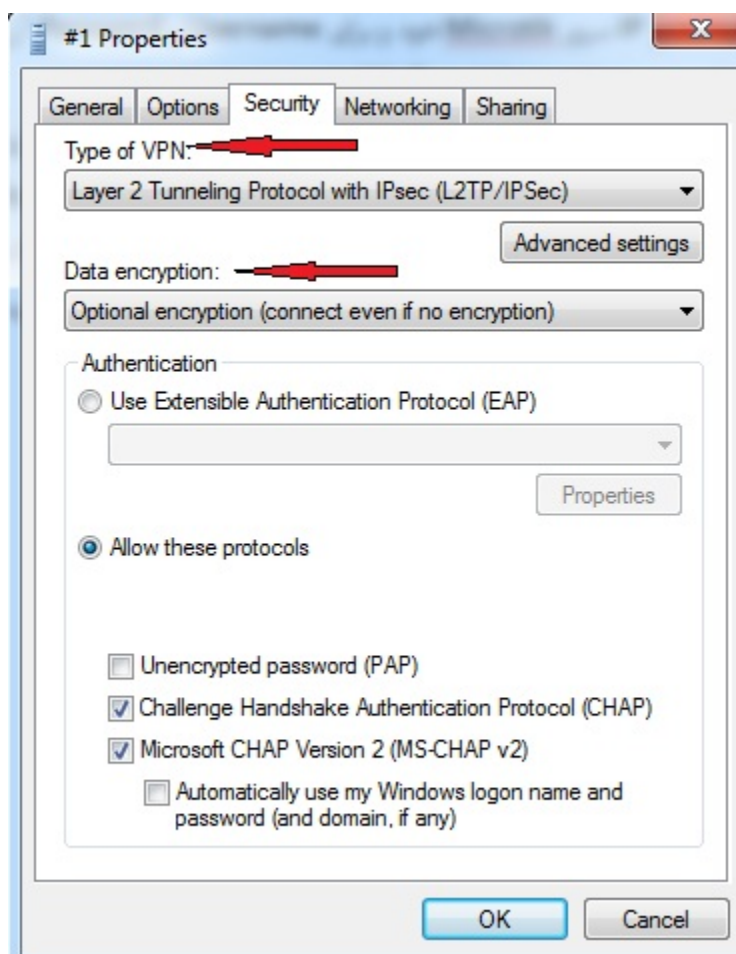 #1 Properties
General Options Security Networking Sharing
Type of VPN:
Layer 2 Tunneling Protocol with IPsec (L2TP/IPSec)
Advanced settings
Data encryption:
Optional encryption (connect even if no encryption)
Authentication
Use Extensible Authentication Protocol (EAP)
Properties
Allow these protocols
Unencrypted password (PAP)
Challenge Handshake Authentication Protocol (CHAP)
Microsoft CHAP Version 2 (MS-CHAP v2)
Automatically use my Windows logon name and
password (and domain, if any)
OK Cancel